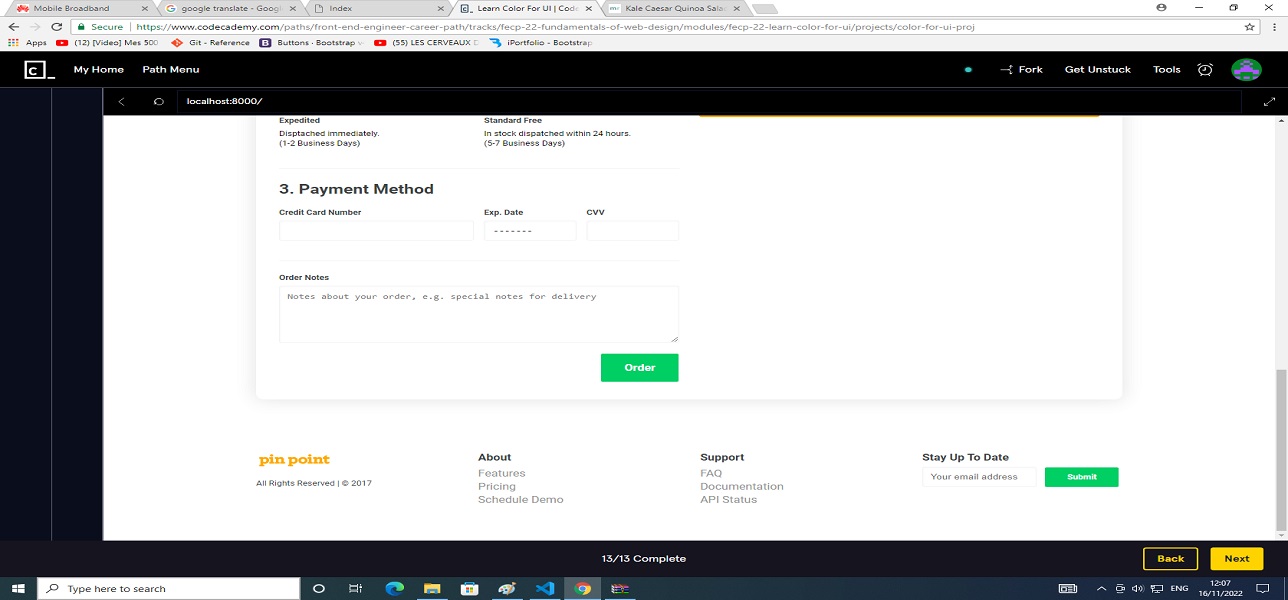 Mobile Broadband
google translate - Googl
Index
Learn Color For UI | Code
Kale Caesar Quinoa Salad
Secure
https://www.codecademy.com/paths/front-end-engineer-career-path/tracks/fecp-22-fundamentals-of-web-design/modules/fecp-22-learn-color-for-ui/projects/color-for-ui-proj
Apps
(12) [Video] Mes 500
Git - Reference
Buttons · Bootstrap v
(55) LES CERVEAUX D
iPortfolio - Bootstrap
My Home
Path Menu
Fork
Get Unstuck
Tools
localhost:8000/
Expedited
Standard Free
Disptached immediately.
In stock dispatched within 24 hours.
(1-2 Business Days)
(5-7 Business Days)
3. Payment Method
Credit Card Number
Exp. Date
CVV
-------
Order Notes
Notes about your order, e.g. special notes for delivery
Order
pin point
All Rights Reserved | © 2017
About
Features
Pricing
Schedule Demo
Support
FAQ
Documentation
API Status
Stay Up To Date
Your email address
Submit
13/13 Complete
Back
Next
Type here to search
ENG
12:07
16/11/2022